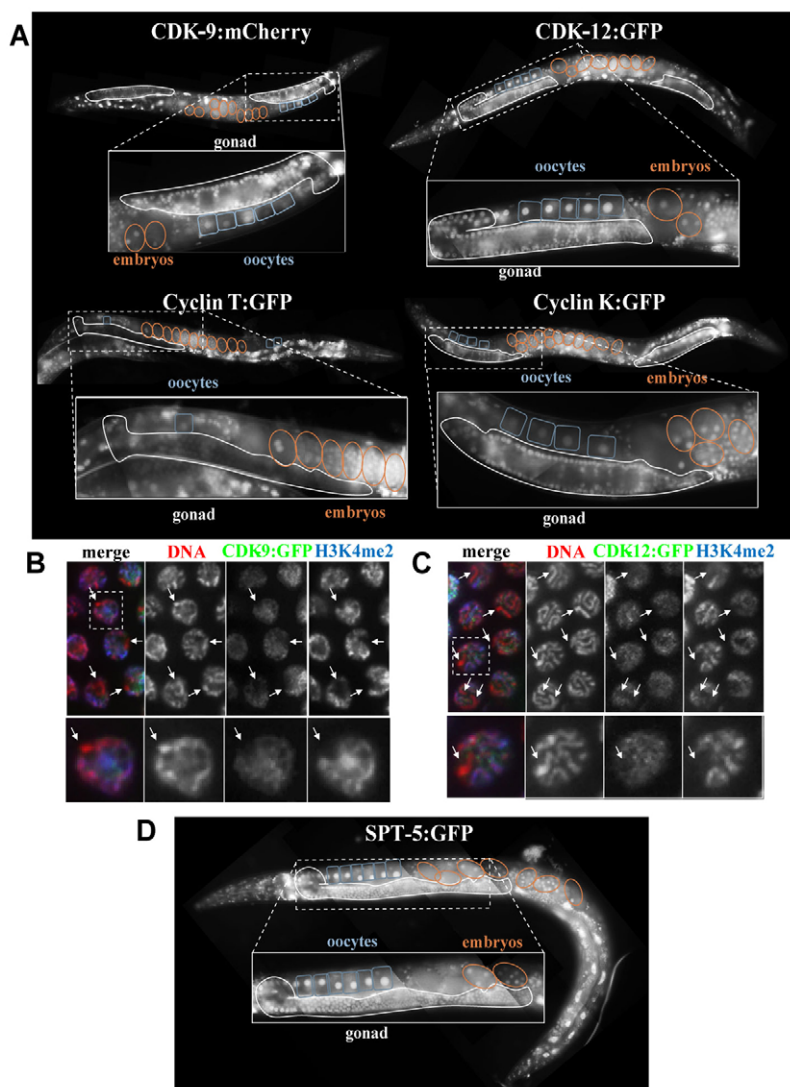 A
CDK-9:mCherry
CDK-12:GFP
gonad
oocytes
embryos
embryos
oocytes
gonad
Cyclin T:GFP
Cyclin K:GFP
oocytes
oocytes
embryos
gonad
embryos
gonad
B
merge
DNA
CDK9:GFP
H3K4me2
C
merge
DNA
CDK12:GFP
H3K4me2
D
SPT-5:GFP
oocytes
embryos
gonad